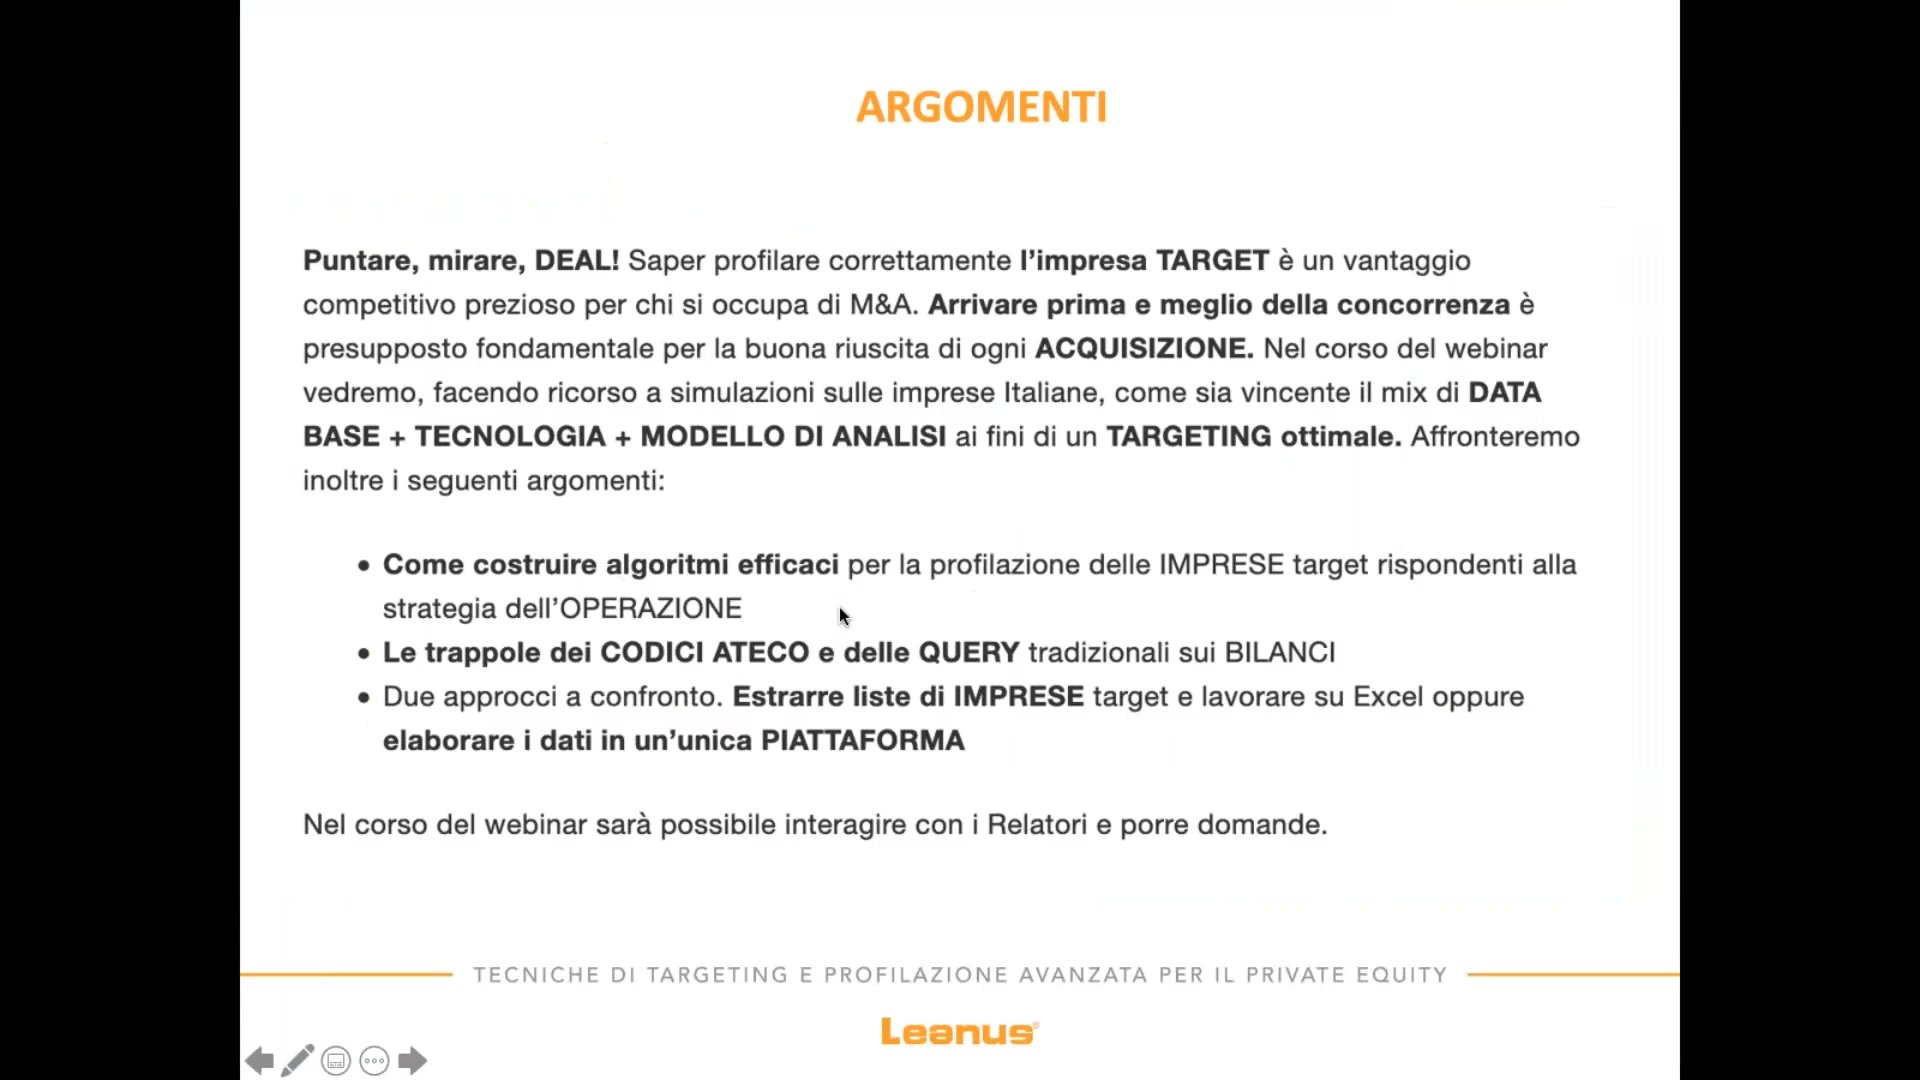 ARGOMENTI
Puntare, mirare, DEAL! Saper profilare correttamente l’impresa TARGET è un vantaggio
competitivo prezioso per chi si occupa di M&A. Arrivare prima e meglio della concorrenza è
presupposto fondamentale per la buona riuscita di ogni ACQUISIZIONE. Nel corso del webinar
vedremo, facendo ricorso a simulazioni sulle imprese Italiane, come sia vincente il mix di DATA
BASE + TECNOLOGIA + MODELLO DI ANALISI ai fini di un TARGETING ottimale. Affronteremo
inoltre i seguenti argomenti:
• Come costruire algoritmi efficaci per la profilazione delle IMPRESE target rispondenti alla
strategia dell’OPERAZIONE
• Le trappole dei CODICI ATECO e delle QUERY tradizionali sui BILANCI
• Due approcci a confronto. Estrarre liste di IMPRESE target e lavorare su Excel oppure
elaborare i dati in un’unica PIATTAFORMA
Nel corso del webinar sarà possibile interagire con i Relatori e porre domande.
TECNICHE DI TARGETING E PROFILAZIONE AVANZATA PER IL PRIVATE EQUITY
Leanus®